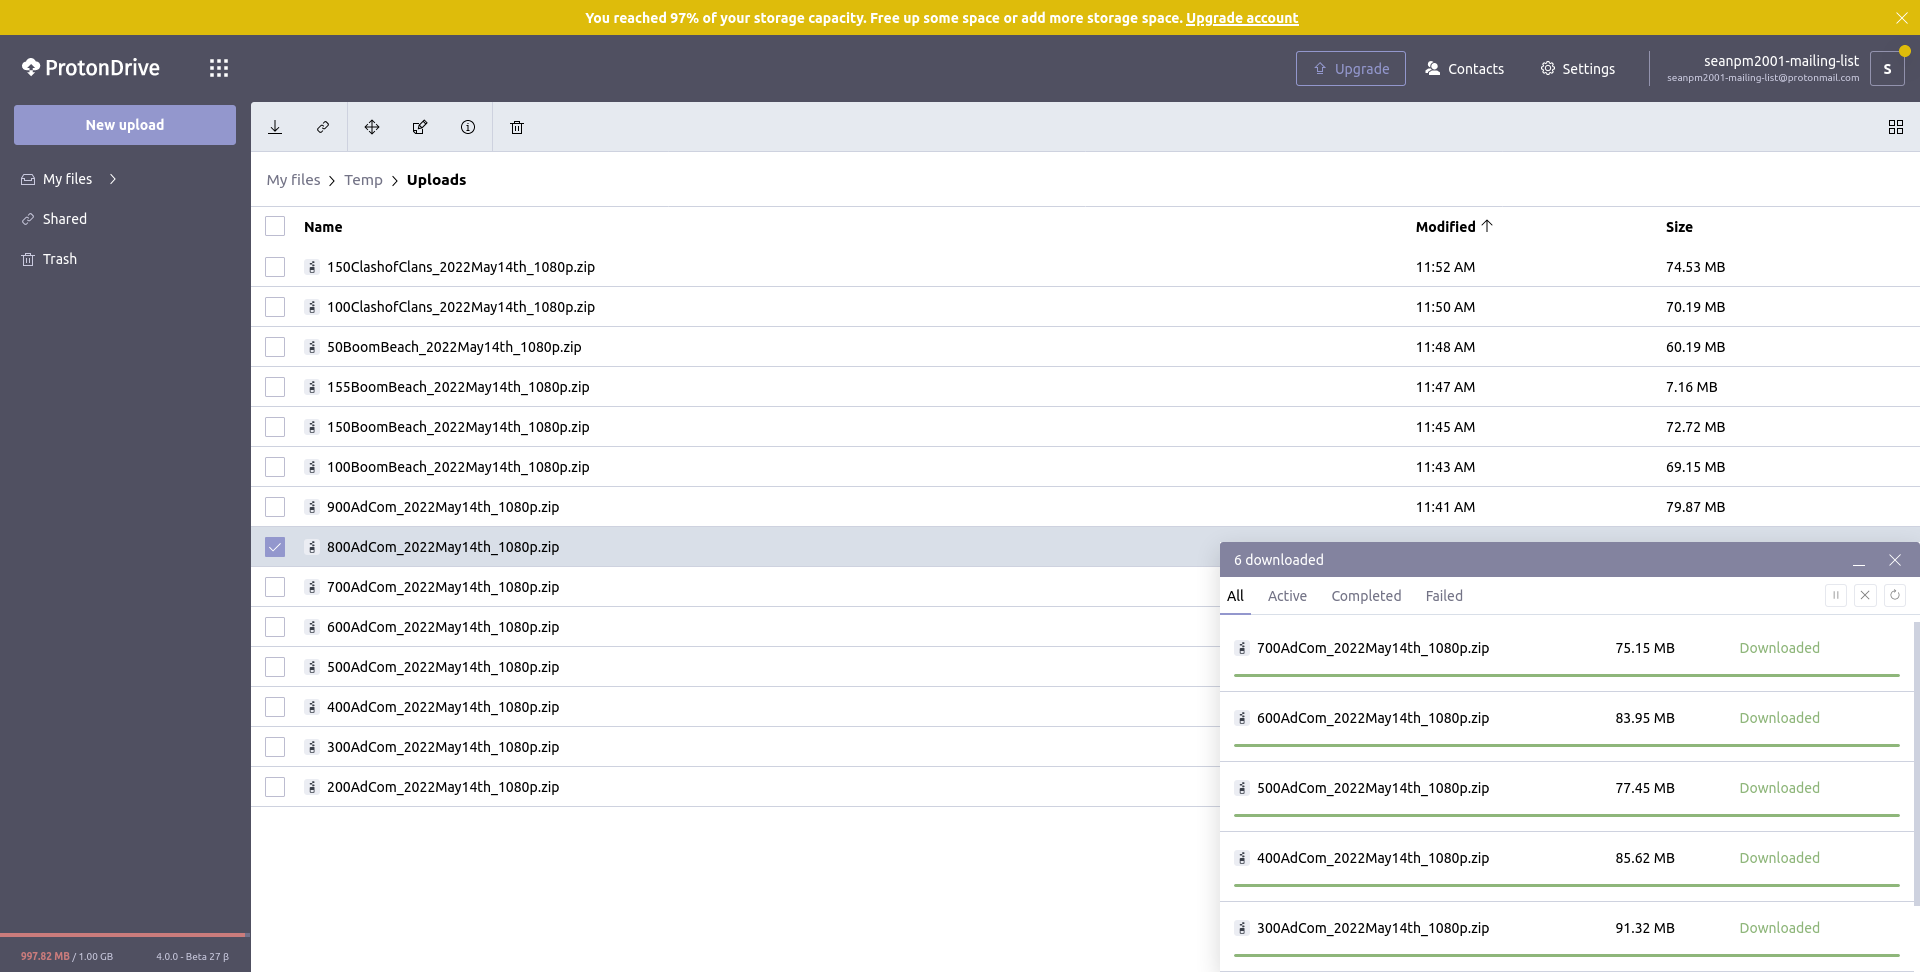 You reached 97% of your storage capacity. Free up some space or add more storage space. Upgrade account
ProtonDrive
Upgrade
Contacts
Settings
seanpm2001-mailing-list
seanpm2001-mailing-list@protonmail.com
S
New upload
My files
Shared
Trash
My files > Temp > Uploads
Name Modified Size
150ClashofClans_2022May14th_1080p.zip 11:52 AM 74.53 MB
100ClashofClans_2022May14th_1080p.zip 11:50 AM 70.19 MB
50BoomBeach_2022May14th_1080p.zip 11:48 AM 60.19 MB
155BoomBeach_2022May14th_1080p.zip 11:47 AM 7.16 MB
150BoomBeach_2022May14th_1080p.zip 11:45 AM 72.72 MB
100BoomBeach_2022May14th_1080p.zip 11:43 AM 69.15 MB
900AdCom_2022May14th_1080p.zip 11:41 AM 79.87 MB
800AdCom_2022May14th_1080p.zip
700AdCom_2022May14th_1080p.zip
600AdCom_2022May14th_1080p.zip
500AdCom_2022May14th_1080p.zip
400AdCom_2022May14th_1080p.zip
300AdCom_2022May14th_1080p.zip
200AdCom_2022May14th_1080p.zip
6 downloaded
All Active Completed Failed
700AdCom_2022May14th_1080p.zip 75.15 MB Downloaded
600AdCom_2022May14th_1080p.zip 83.95 MB Downloaded
500AdCom_2022May14th_1080p.zip 77.45 MB Downloaded
400AdCom_2022May14th_1080p.zip 85.62 MB Downloaded
300AdCom_2022May14th_1080p.zip 91.32 MB Downloaded
997.82 MB / 1.00 GB 4.0.0 - Beta 27 β